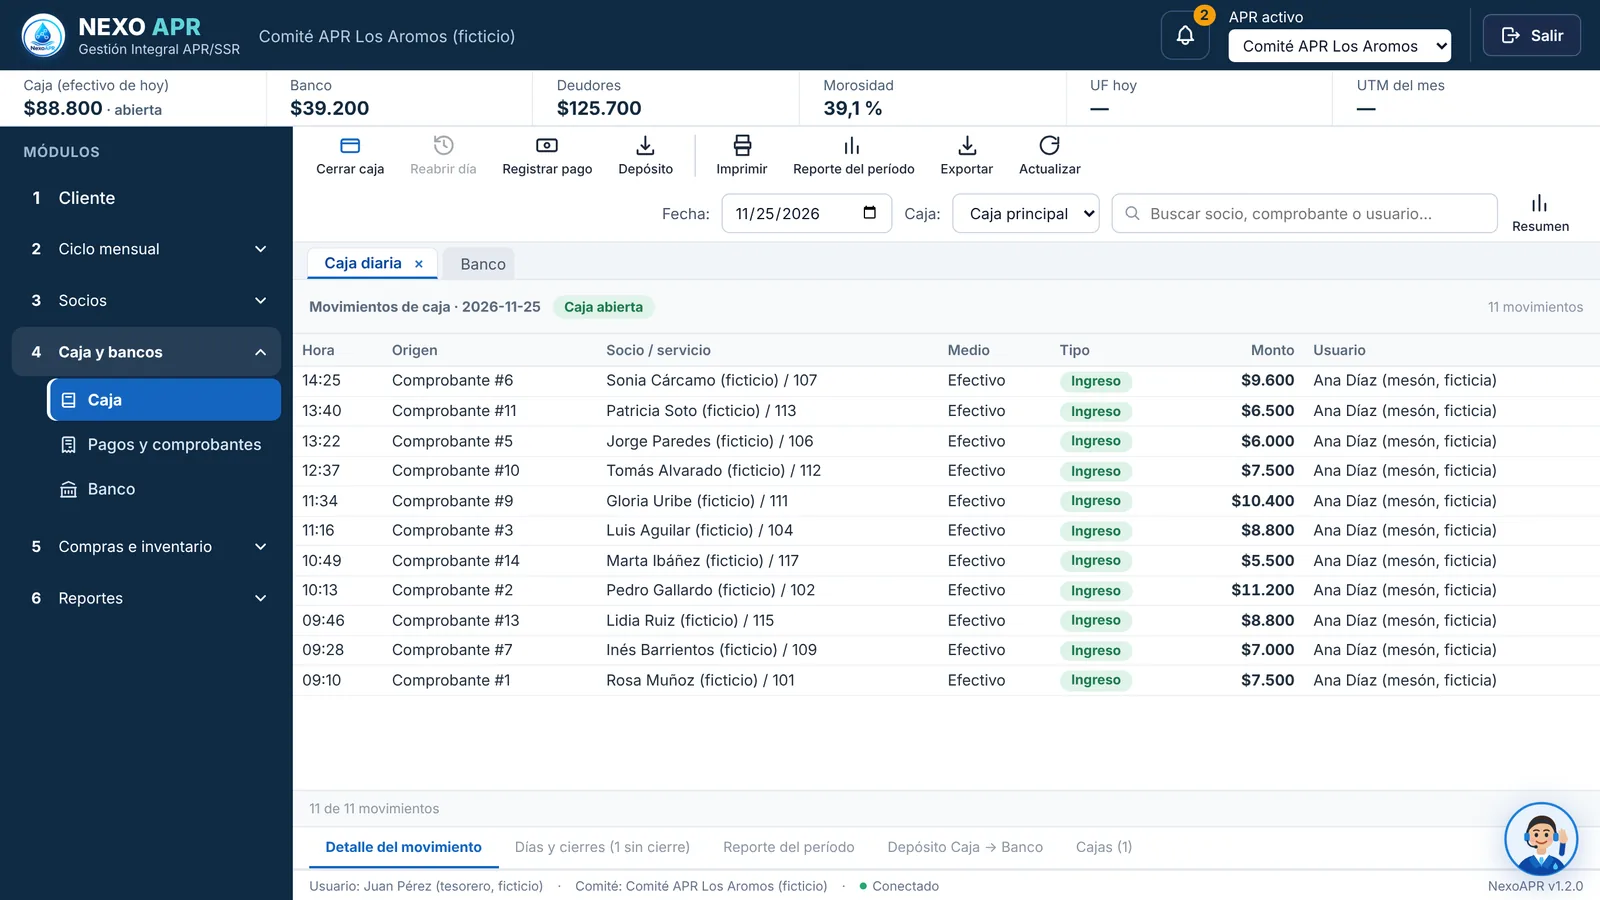 NEXO APR
Gestión Integral APR/SSR
Comité APR Los Aromos (ficticio)
2
APR activo
Comité APR Los Aromos
Salir
Caja (efectivo de hoy)
$88.800 · abierta
Banco
$39.200
Deudores
$125.700
Morosidad
39,1 %
UF hoy
—
UTM del mes
—
MÓDULOS
1 Cliente
2 Ciclo mensual
3 Socios
4 Caja y bancos
Caja
Pagos y comprobantes
Banco
5 Compras e inventario
6 Reportes
Cerrar caja
Reabrir día
Registrar pago
Depósito
Imprimir
Reporte del período
Exportar
Actualizar
Fecha: 11/25/2026 Caja: Caja principal Buscar socio, comprobante o usuario...
Resumen
Caja diaria × Banco
Movimientos de caja · 2026-11-25 Caja abierta 11 movimientos
Hora Origen Socio / servicio Medio Tipo Monto Usuario
14:25 Comprobante #6 Sonia Cárcamo (ficticio) / 107 Efectivo Ingreso $9.600 Ana Díaz (mesón, ficticia)
13:40 Comprobante #11 Patricia Soto (ficticio) / 113 Efectivo Ingreso $6.500 Ana Díaz (mesón, ficticia)
13:22 Comprobante #5 Jorge Paredes (ficticio) / 106 Efectivo Ingreso $6.000 Ana Díaz (mesón, ficticia)
12:37 Comprobante #10 Tomás Alvarado (ficticio) / 112 Efectivo Ingreso $7.500 Ana Díaz (mesón, ficticia)
11:34 Comprobante #9 Gloria Uribe (ficticio) / 111 Efectivo Ingreso $10.400 Ana Díaz (mesón, ficticia)
11:16 Comprobante #3 Luis Aguilar (ficticio) / 104 Efectivo Ingreso $8.800 Ana Díaz (mesón, ficticia)
10:49 Comprobante #14 Marta Ibáñez (ficticio) / 117 Efectivo Ingreso $5.500 Ana Díaz (mesón, ficticia)
10:13 Comprobante #2 Pedro Gallardo (ficticio) / 102 Efectivo Ingreso $11.200 Ana Díaz (mesón, ficticia)
09:46 Comprobante #13 Lidia Ruiz (ficticio) / 115 Efectivo Ingreso $8.800 Ana Díaz (mesón, ficticia)
09:28 Comprobante #7 Inés Barrientos (ficticio) / 109 Efectivo Ingreso $7.000 Ana Díaz (mesón, ficticia)
09:10 Comprobante #1 Rosa Muñoz (ficticio) / 101 Efectivo Ingreso $7.500 Ana Díaz (mesón, ficticia)
11 de 11 movimientos
Detalle del movimiento Días y cierres (1 sin cierre) Reporte del período Depósito Caja → Banco Cajas (1)
Usuario: Juan Pérez (tesorero, ficticio) · Comité: Comité APR Los Aromos (ficticio) · Conectado
NexoAPR v1.2.0
NexoAPR